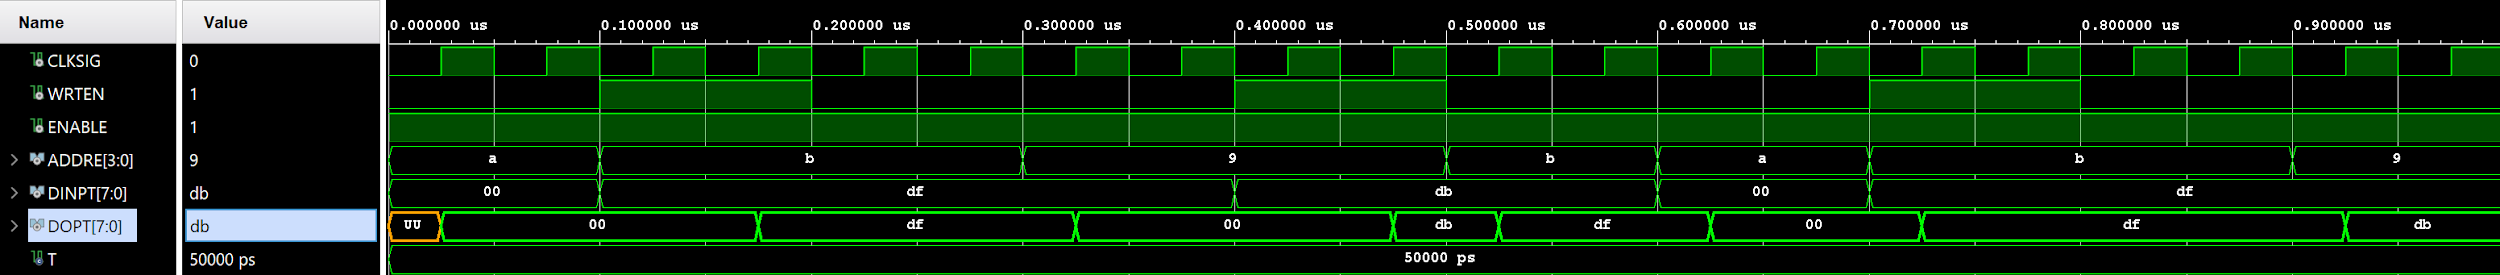 Name Value 0.000000 us 0.100000 us 0.200000 us 0.300000 us 0.400000 us 0.500000 us 0.600000 us 0.700000 us 0.800000 us 0.900000 us
CLKSIG 0
WRTEN 1
ENABLE 1
ADDRE[3:0] 9 a b 9 b a b 9
DINPT[7:0] db 00 df db 00 df
DOPT[7:0] db UU 00 df 00 db df 00 df db
T 50000 ps 50000 ps